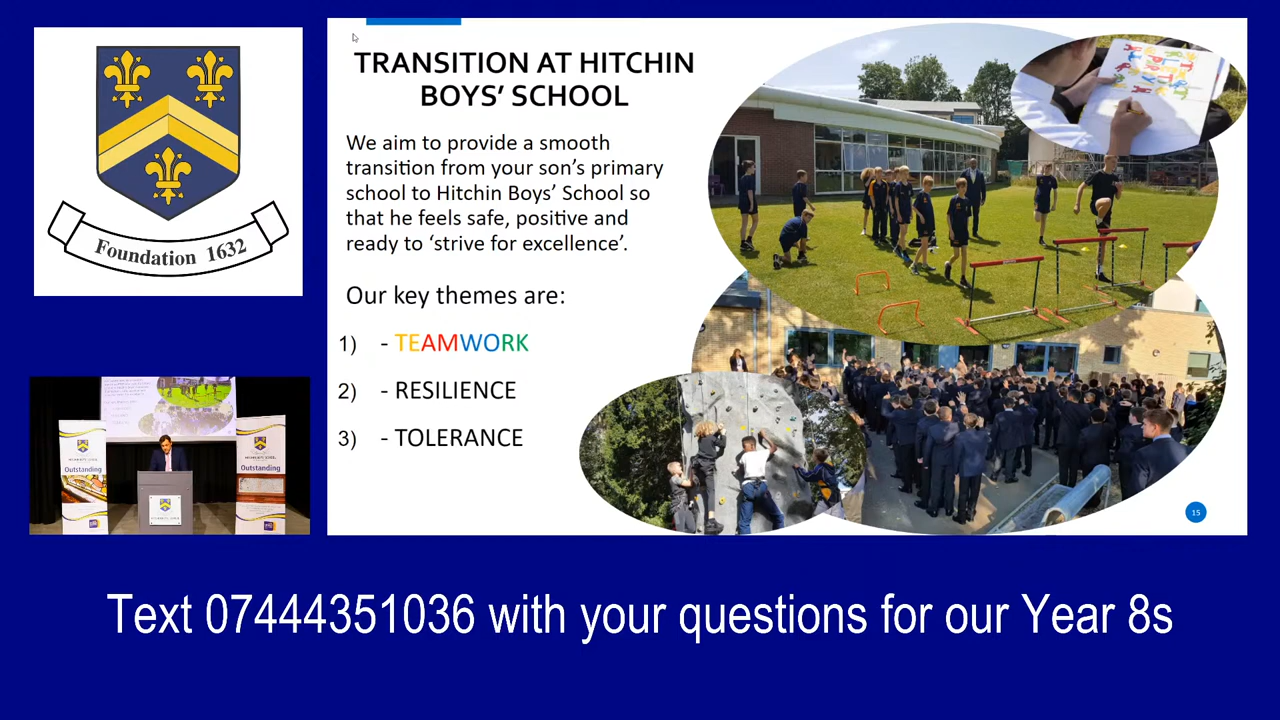 TRANSITION AT HITCHIN
BOYS’ SCHOOL
We aim to provide a smooth
transition from your son’s primary
school to Hitchin Boys’ School so
that he feels safe, positive and
ready to ‘strive for excellence’.
Our key themes are:
1) - TEAMWORK
2) - RESILIENCE
3) - TOLERANCE
15
Foundation 1632
Outstanding
Outstanding
Text 07444351036 with your questions for our Year 8s